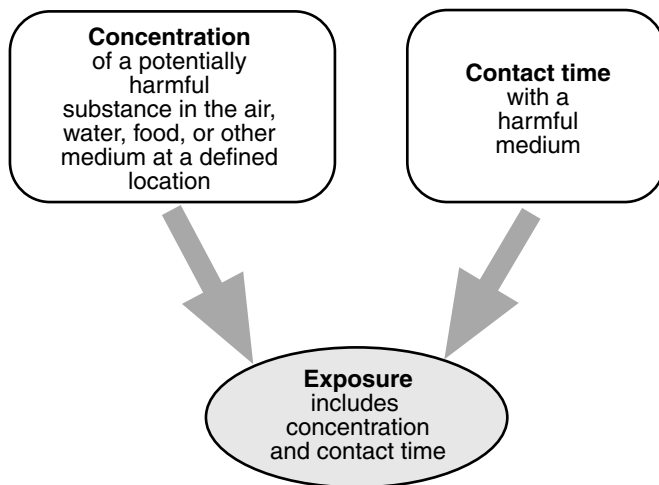 Concentration
of a potentially
harmful
substance in the air,
water, food, or other
medium at a defined
location
Contact time
with a
harmful
medium
Exposure
includes
concentration
and contact time